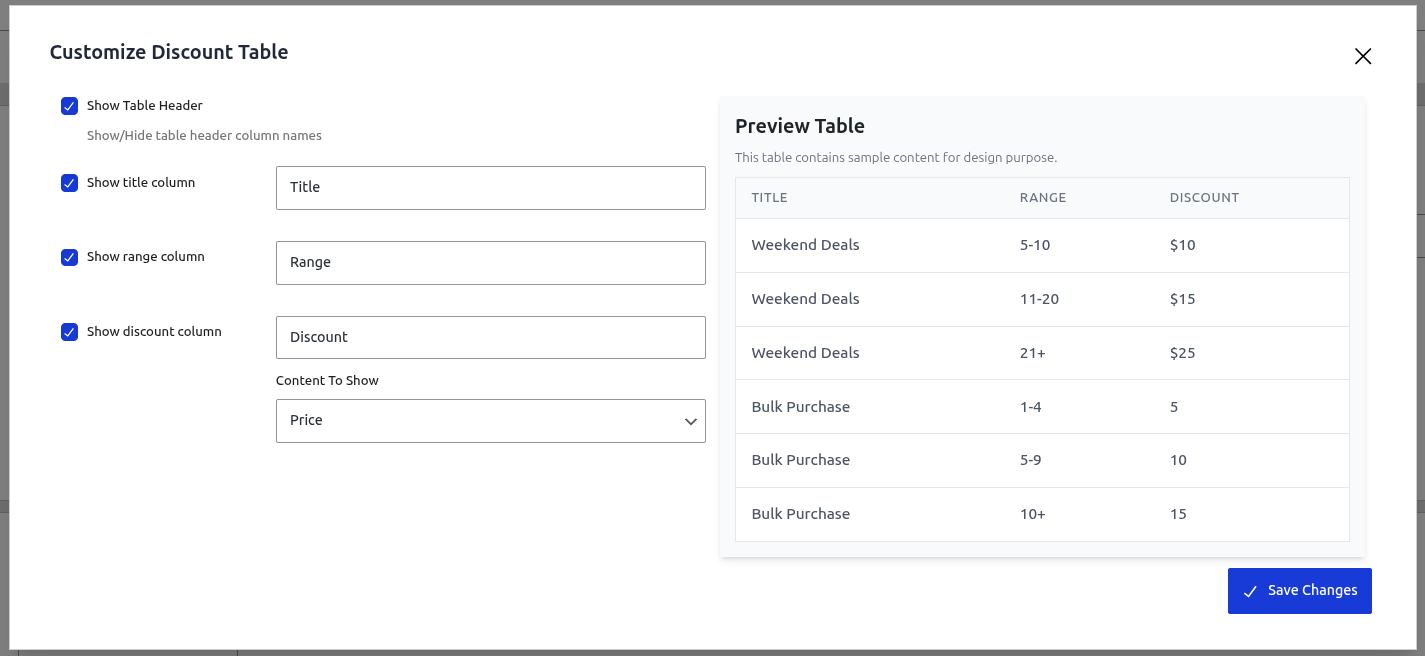 Customize Discount Table
Show Table Header
Show/Hide table header column names
Show title column
Title
Show range column
Range
Show discount column
Discount
Content To Show
Price
Preview Table
This table contains sample content for design purpose.
TITLE RANGE DISCOUNT
Weekend Deals 5-10 $10
Weekend Deals 11-20 $15
Weekend Deals 21+ $25
Bulk Purchase 1-4 5
Bulk Purchase 5-9 10
Bulk Purchase 10+ 15
Save Changes